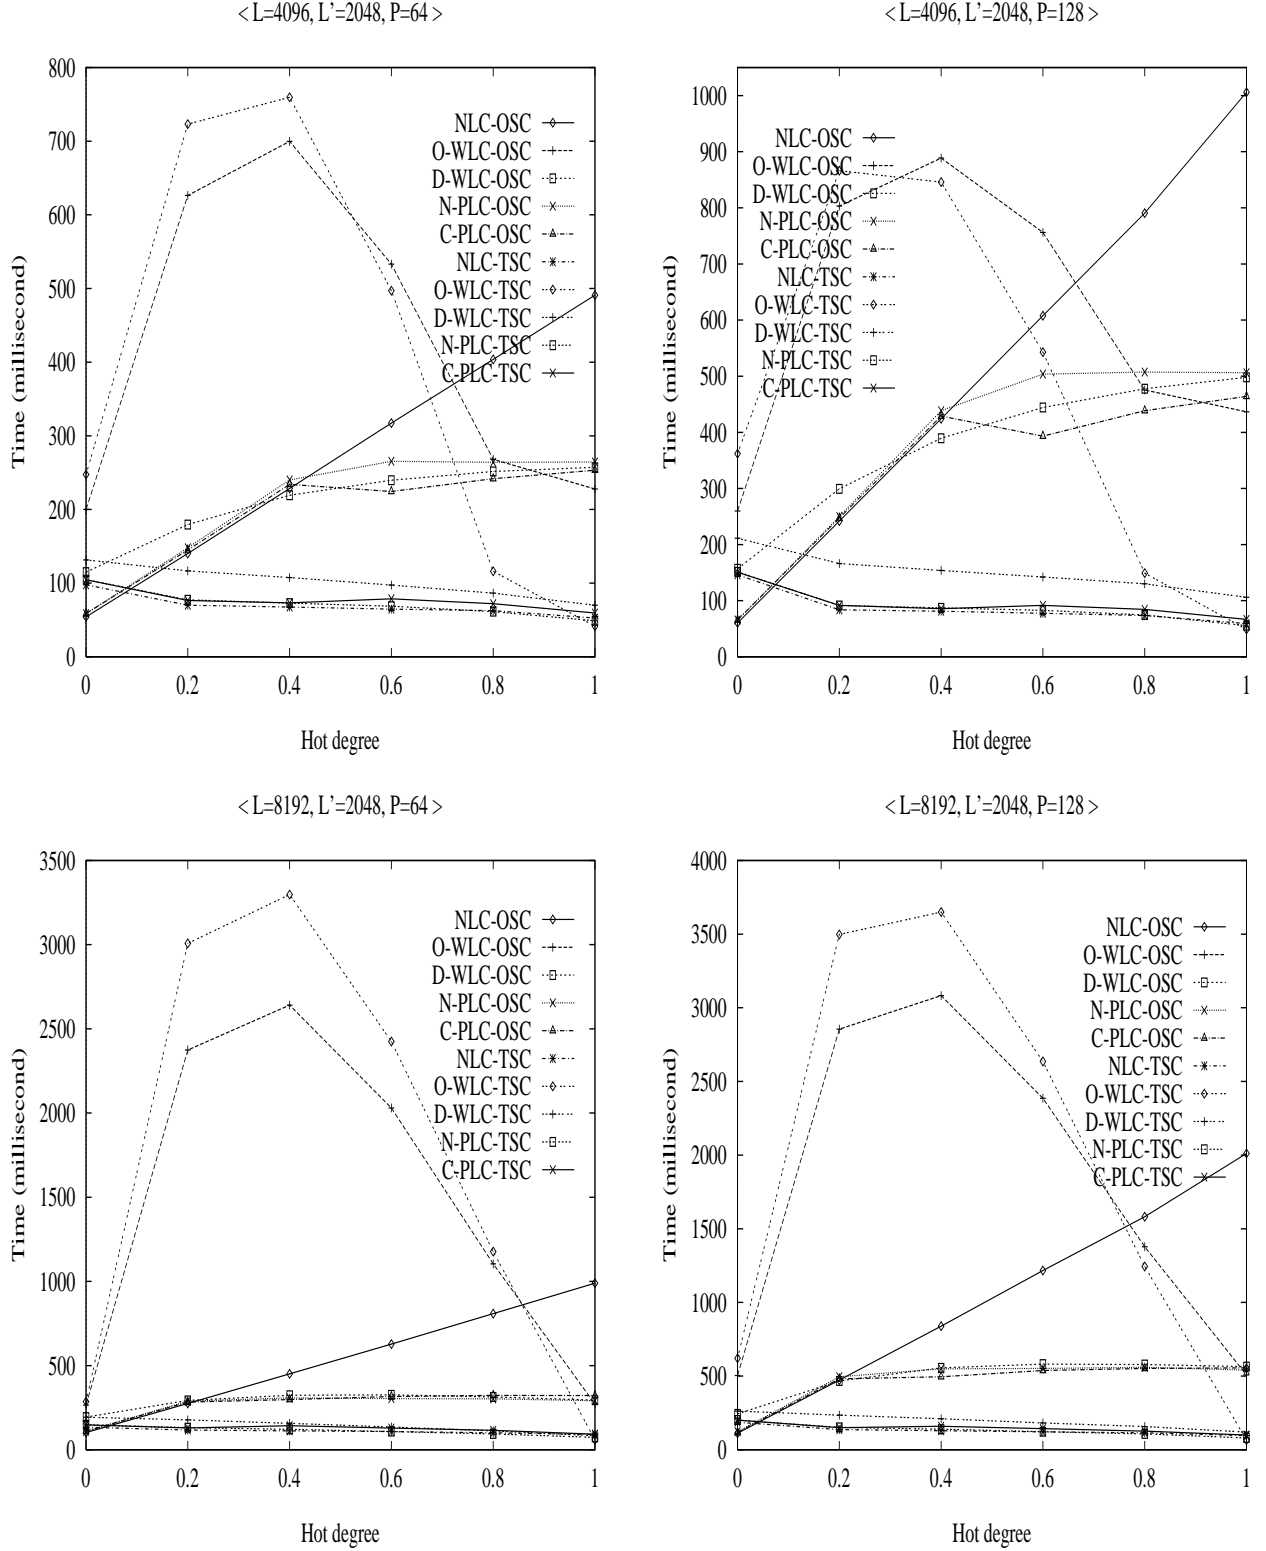 < L=4096, L'=2048, P=64 >
800
700
600
500
400
300
200
100
0
0 0.2 0.4 0.6 0.8 1
Time (millisecond)
Hot degree
NLC-OSC
O-WLC-OSC
D-WLC-OSC
N-PLC-OSC
C-PLC-OSC
NLC-TSC
O-WLC-TSC
D-WLC-TSC
N-PLC-TSC
C-PLC-TSC
< L=4096, L'=2048, P=128 >
1000
900
800
700
600
500
400
300
200
100
0
0 0.2 0.4 0.6 0.8 1
Time (millisecond)
Hot degree
NLC-OSC
O-WLC-OSC
D-WLC-OSC
N-PLC-OSC
C-PLC-OSC
NLC-TSC
O-WLC-TSC
D-WLC-TSC
N-PLC-TSC
C-PLC-TSC
< L=8192, L'=2048, P=64 >
3500
3000
2500
2000
1500
1000
500
0
0 0.2 0.4 0.6 0.8 1
Time (millisecond)
Hot degree
NLC-OSC
O-WLC-OSC
D-WLC-OSC
N-PLC-OSC
C-PLC-OSC
NLC-TSC
O-WLC-TSC
D-WLC-TSC
N-PLC-TSC
C-PLC-TSC
< L=8192, L'=2048, P=128 >
4000
3500
3000
2500
2000
1500
1000
500
0
0 0.2 0.4 0.6 0.8 1
Time (millisecond)
Hot degree
NLC-OSC
O-WLC-OSC
D-WLC-OSC
N-PLC-OSC
C-PLC-OSC
NLC-TSC
O-WLC-TSC
D-WLC-TSC
N-PLC-TSC
C-PLC-TSC